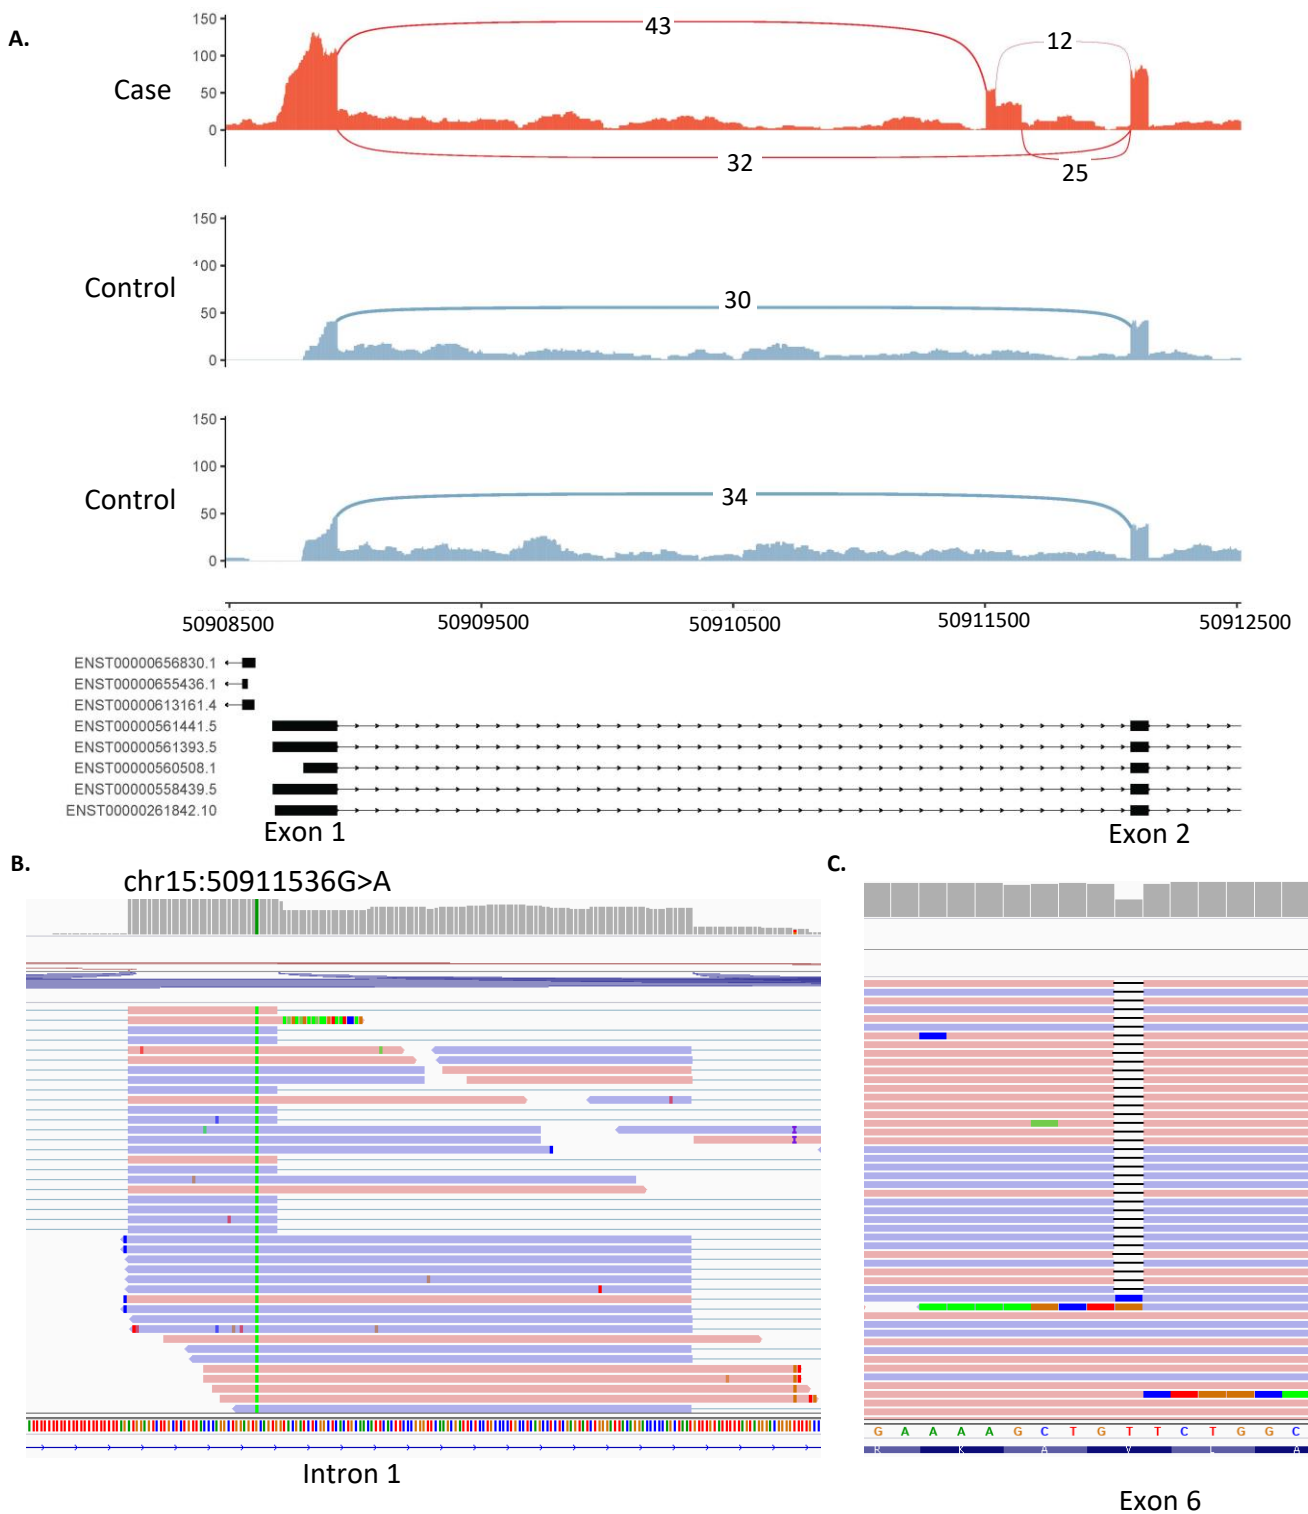 A.
Case
150
100
50
0
43
12
32
25
Control
150
100
50
0
30
Control
150
100
50
0
34
50908500 50909500 50910500 50911500 50912500
ENST00000656830.1
ENST00000655436.1
ENST00000613161.4
ENST00000561441.5
ENST00000561393.5
ENST00000560508.1
ENST00000558439.5
ENST00000261842.10
Exon 1 Exon 2
B.
chr15:50911536G>A
Intron 1
C.
G A A A A G C T G T T C T G G C
R K A V L A
Exon 6